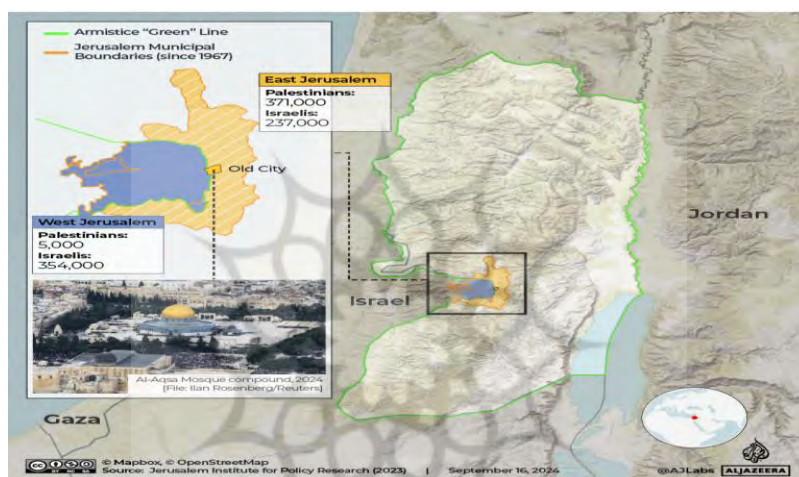 Armistice “Green” Line
Jerusalem Municipal
Boundaries (since 1967)
East Jerusalem
Palestinians:
371,000
Israelis:
237,000
Old City
West Jerusalem
Palestinians:
5,000
Israelis:
354,000
Al-Aqsa Mosque compound, 2024
[File: Ilan Rosenberg/Reuters]
Israel
Jordan
Gaza
© Mapbox, © OpenStreetMap
Source: Jerusalem Institute for Policy Research (2023) | September 16, 2024
@AJLabs
ALJAZEERA